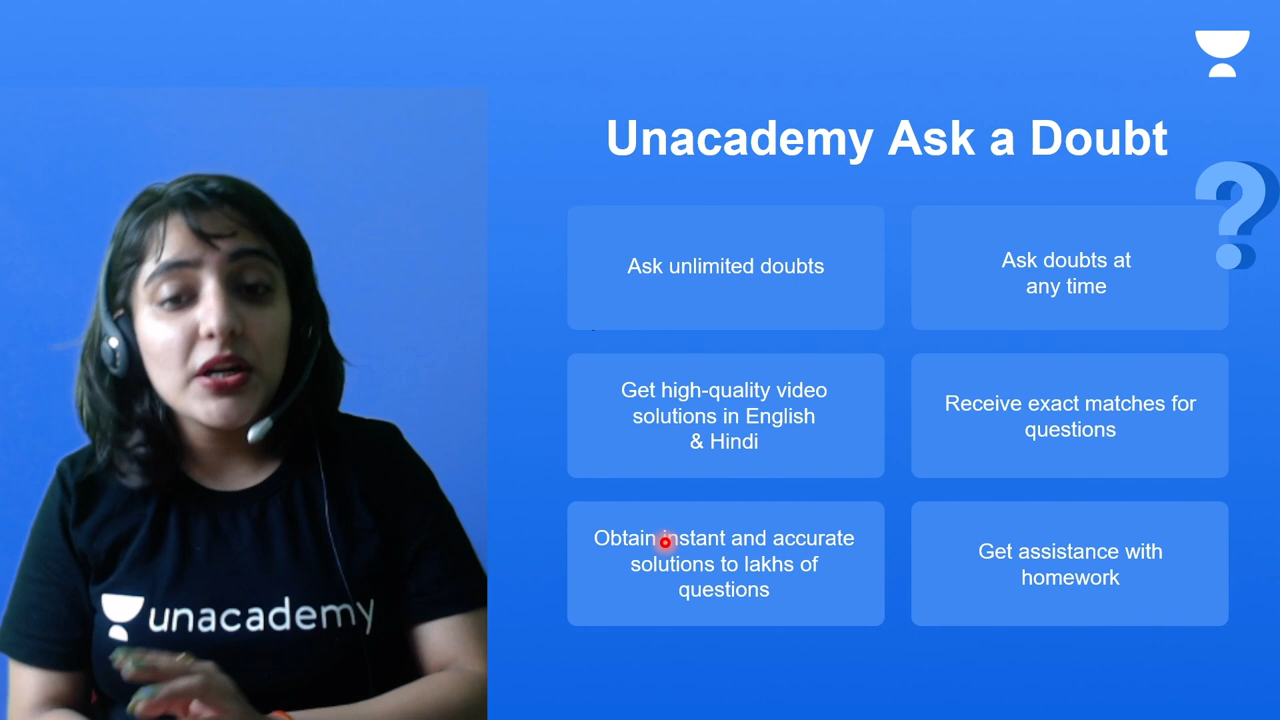 Unacademy Ask a Doubt
?
Ask unlimited doubts
Ask doubts at
any time
Get high-quality video
solutions in English
& Hindi
Receive exact matches for
questions
Obtain instant and accurate
solutions to lakhs of
questions
Get assistance with
homework
unacademy